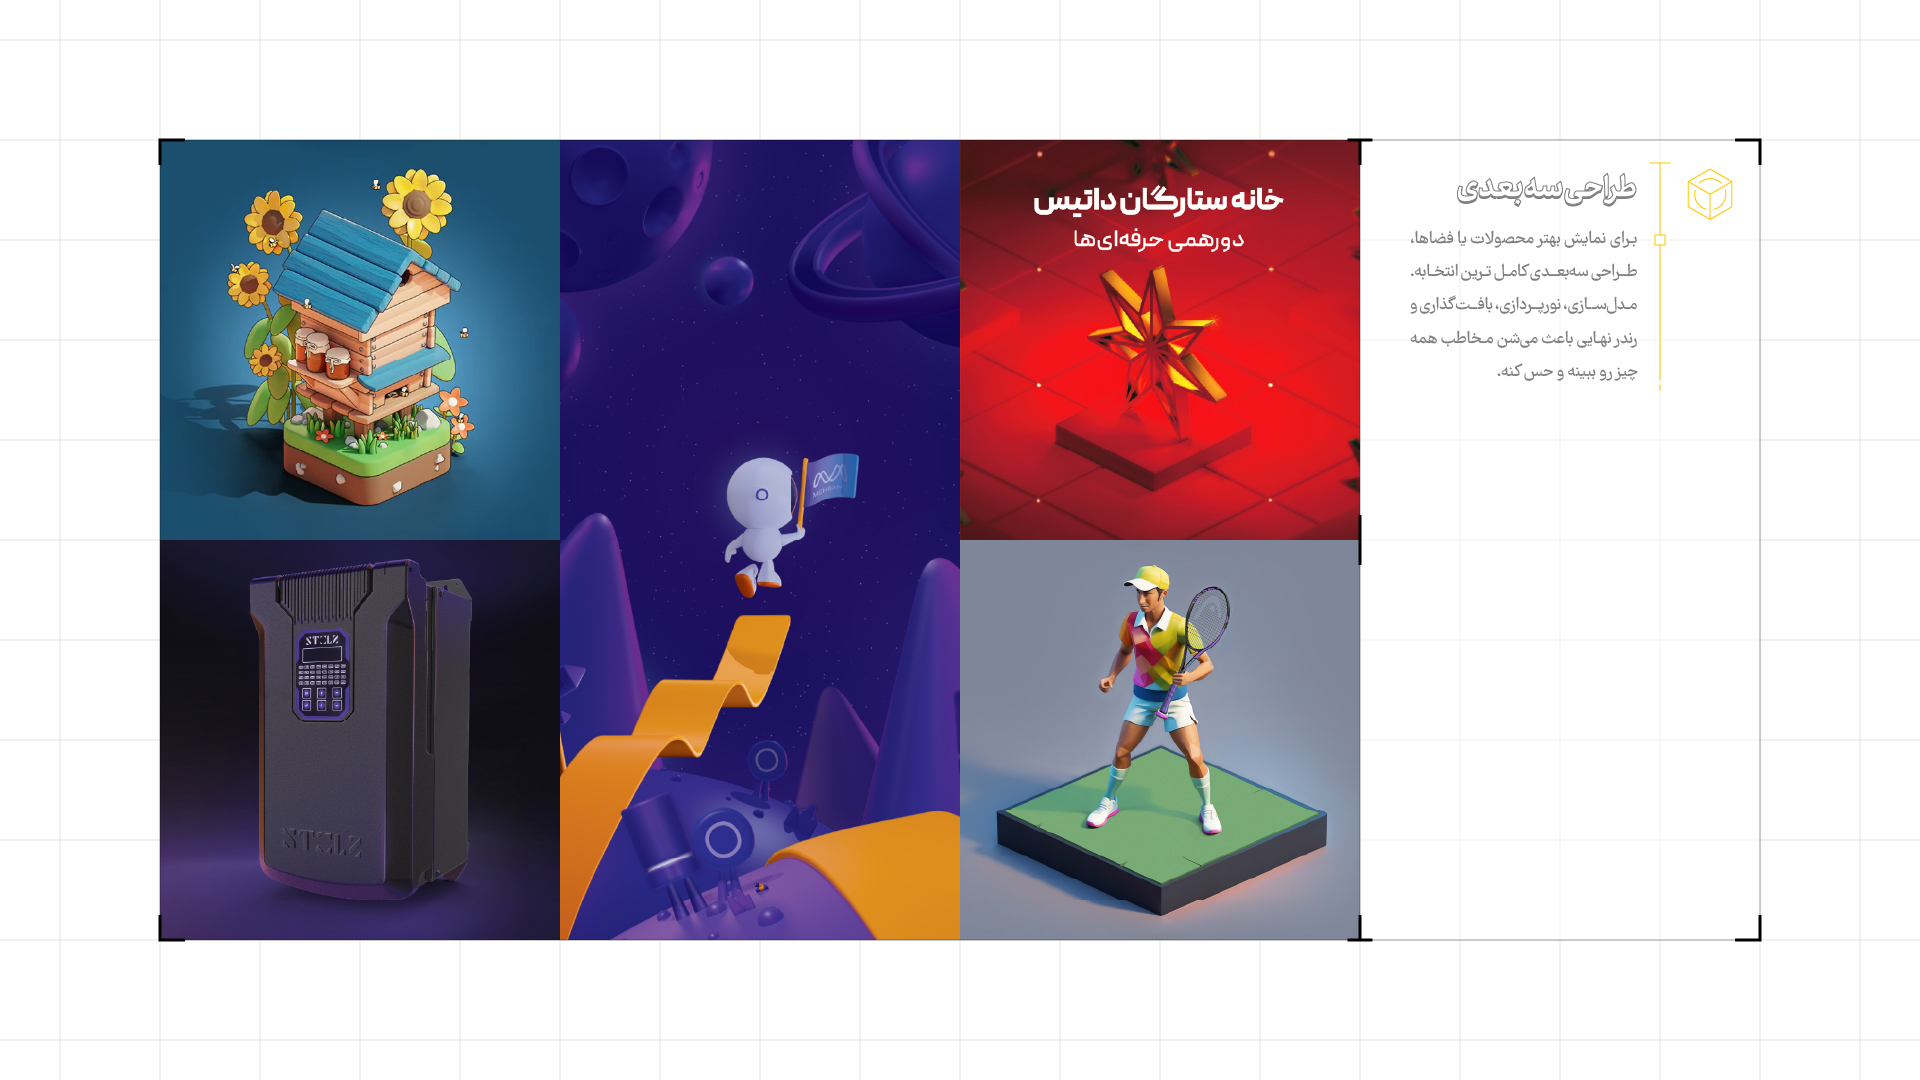 طراحی سه‌بعدی
برای نمایش بهتر محصولات یا فضاها،
طراحی سه‌بعدی کامل ترین انتخابه.
مدل‌سازی، نورپردازی، بافت‌گذاری و
رندر نهایی باعث می‌شن مخاطب همه
چیز رو ببینه و حس کنه.
خانه ستارگان داتیس
دورهمی حرفه‌ای‌ها
STELZ
STELZ